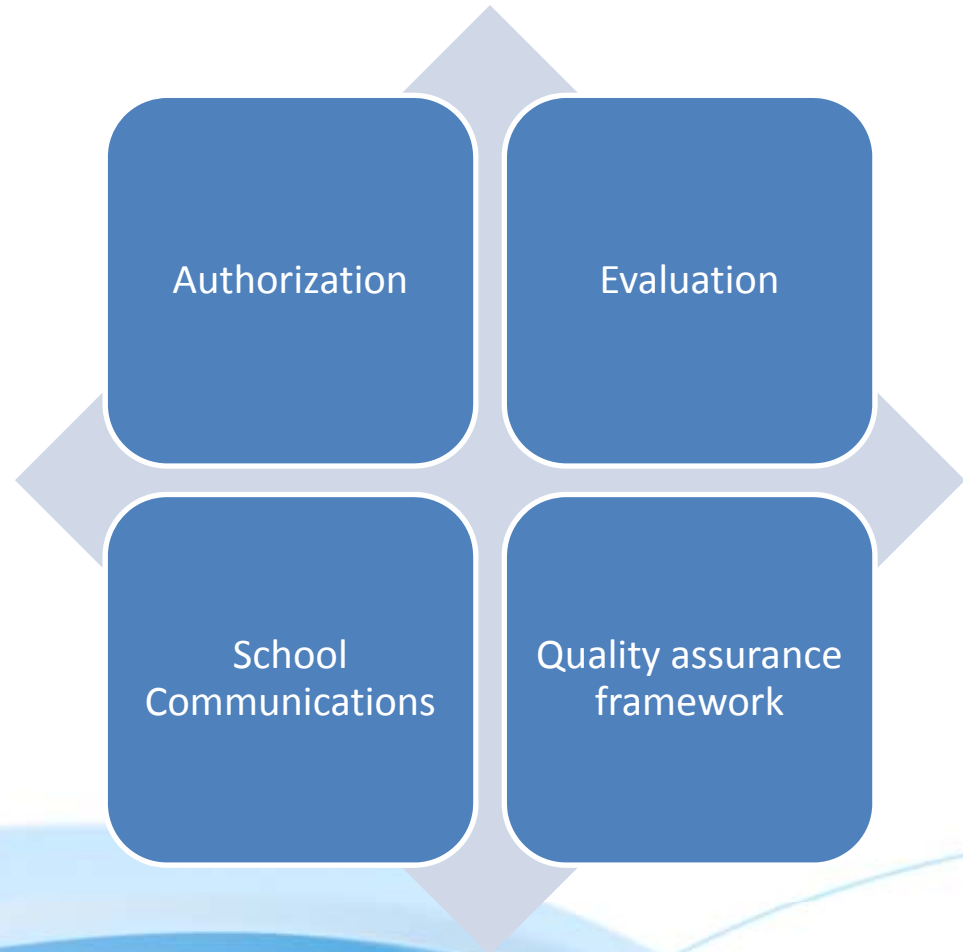 Authorization
Evaluation
School
Communications
Quality assurance
framework